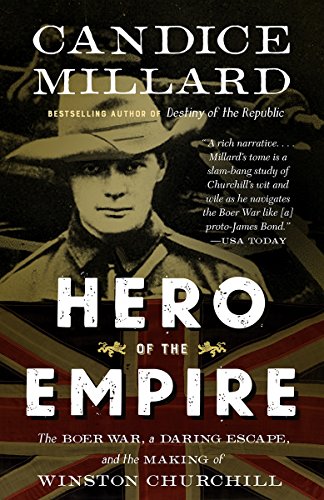 CANDICE
MILLARD
BESTSELLING AUTHOR OF Destiny of the Republic
"A rich narrative. . . .
Millard's tome is a
slam-bang study of
Churchill's wit and
wile as he navigates
the Boer War like [a]
proto-James Bond."
—USA TODAY
HERO
OF THE
EMPIRE
The BOER WAR, a DARING ESCAPE,
and the MAKING of
WINSTON CHURCHILL